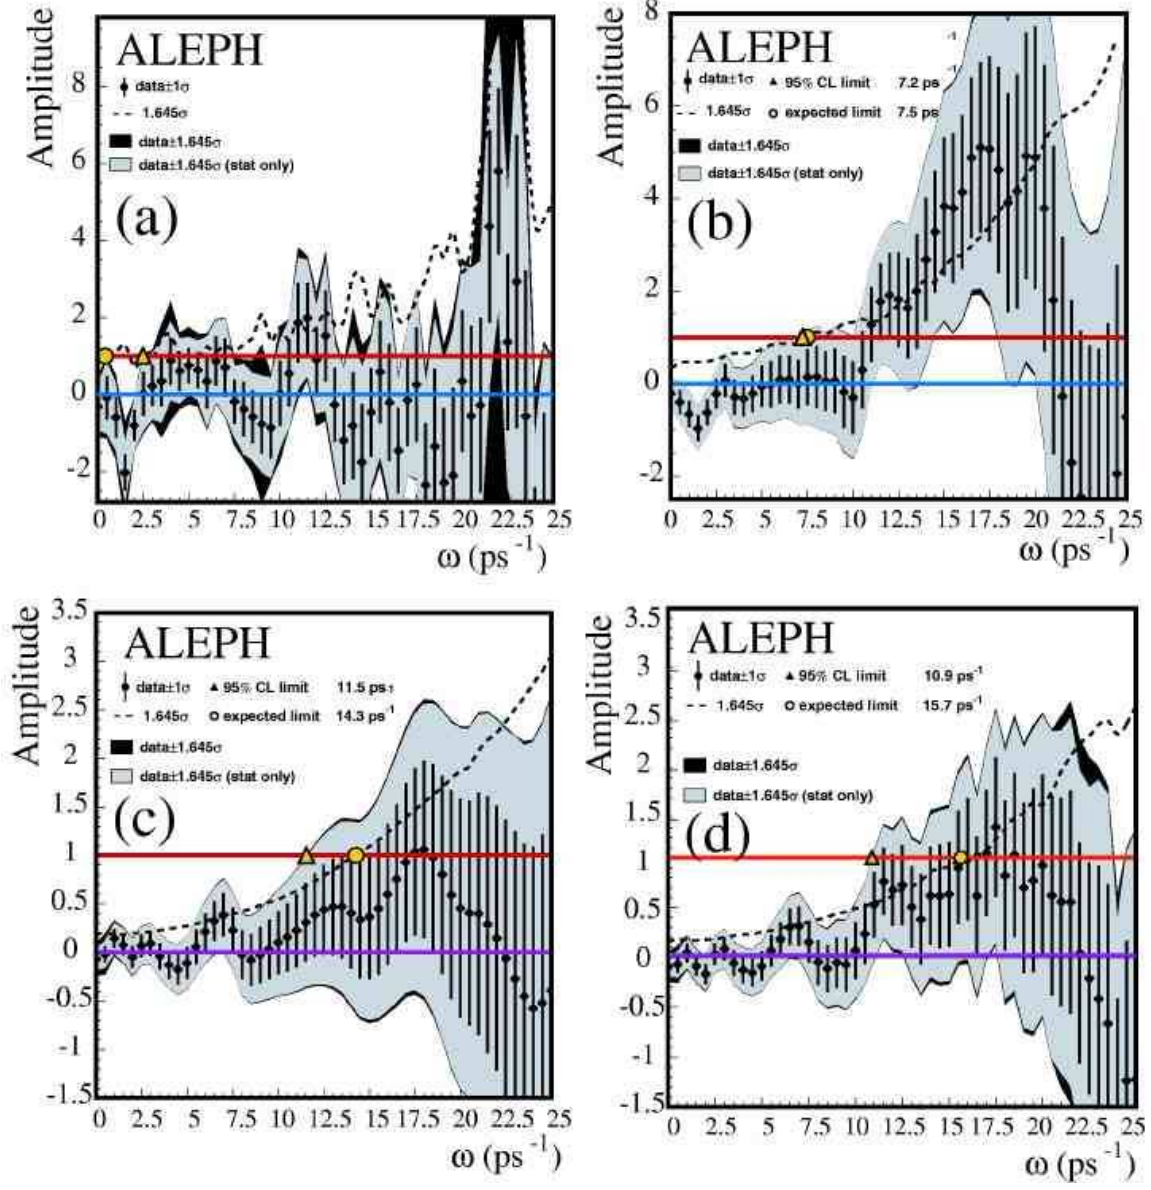 Amplitude
ALEPH
data±1σ
1.645σ
data±1.645σ
data±1.645σ (stat only)
(a)
8
6
4
2
0
-2
0 2.5 5 7.5 10 12.5 15 17.5 20 22.5 25
ω (ps -1)
Amplitude
ALEPH
-1
-1
data±1σ 95% CL limit 7.2 ps
1.645σ expected limit 7.5 ps
data±1.645σ
data±1.645σ (stat only)
(b)
8
6
4
2
0
-2
0 2.5 5 7.5 10 12.5 15 17.5 20 22.5 25
ω (ps -1)
Amplitude
ALEPH
data±1σ 95% CL limit 11.5 ps-1
1.645σ expected limit 14.3 ps-1
data±1.645σ
data±1.645σ (stat only)
(c)
3.5
3
2.5
2
1.5
1
0.5
0
-0.5
-1
-1.5
0 2.5 5 7.5 10 12.5 15 17.5 20 22.5 25
ω (ps -1)
Amplitude
ALEPH
data±1σ 95% CL limit 10.9 ps-1
1.645σ expected limit 15.7 ps-1
data±1.645σ
data±1.645σ (stat only)
(d)
3.5
3
2.5
2
1.5
1
0.5
0
-0.5
-1
-1.5
0 2.5 5 7.5 10 12.5 15 17.5 20 22.5 25
ω (ps -1)